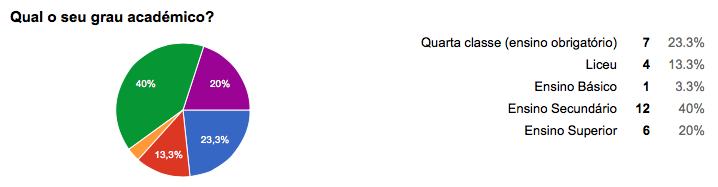 Qual o seu grau académico?
40%
20%
23,3%
13,3%
Quarta classe (ensino obrigatório) 7 23.3%
Liceu 4 13.3%
Ensino Básico 1 3.3%
Ensino Secundário 12 40%
Ensino Superior 6 20%